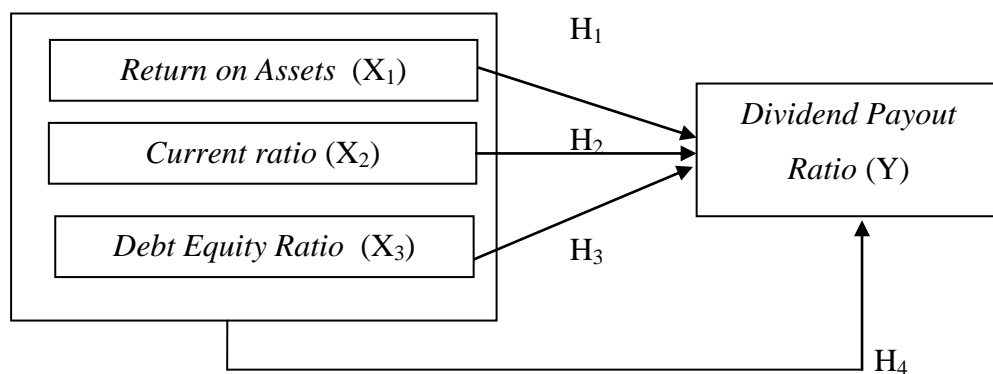 H₁
Return on Assets (X₁)
Dividend Payout
Ratio (Y)
Current ratio (X₂)
H₂
Debt Equity Ratio (X₃)
H₃
H₄